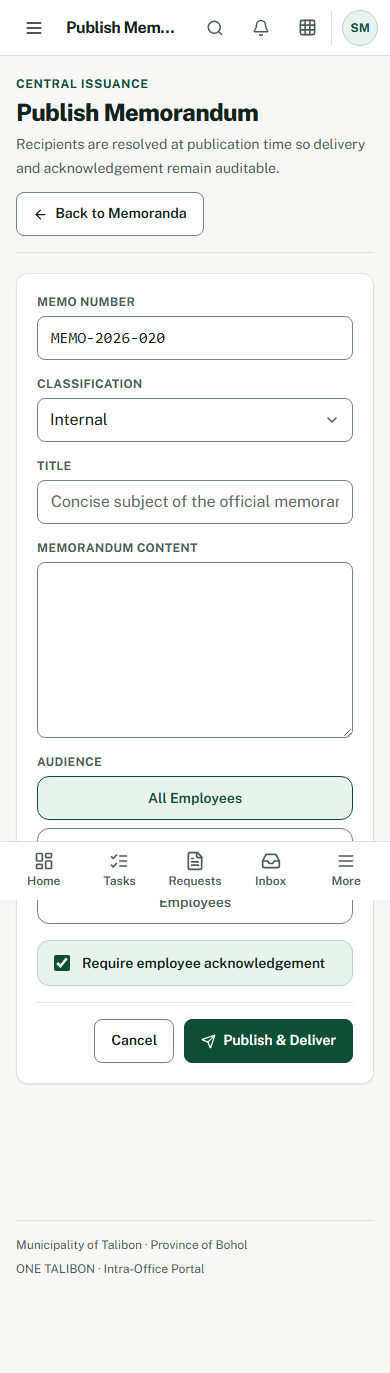 Publish Mem...
SM
CENTRAL ISSUANCE
Publish Memorandum
Recipients are resolved at publication time so delivery
and acknowledgement remain auditable.
Back to Memoranda
MEMO NUMBER
MEMO-2026-020
CLASSIFICATION
Internal
TITLE
Concise subject of the official memorar
MEMORANDUM CONTENT
AUDIENCE
All Employees
Home Tasks Requests Inbox More
Employees
Require employee acknowledgement
Cancel
Publish & Deliver
Municipality of Talibon · Province of Bohol
ONE TALIBON · Intra-Office Portal